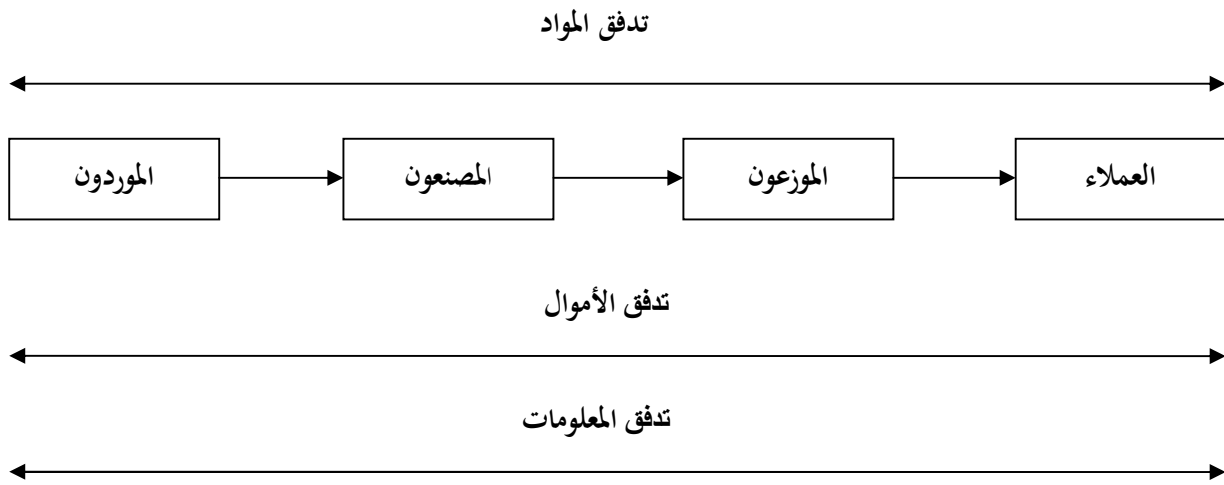 تدفق المواد
الموردون
المصنعون
الموزعون
العملاء
تدفق الأموال
تدفق المعلومات